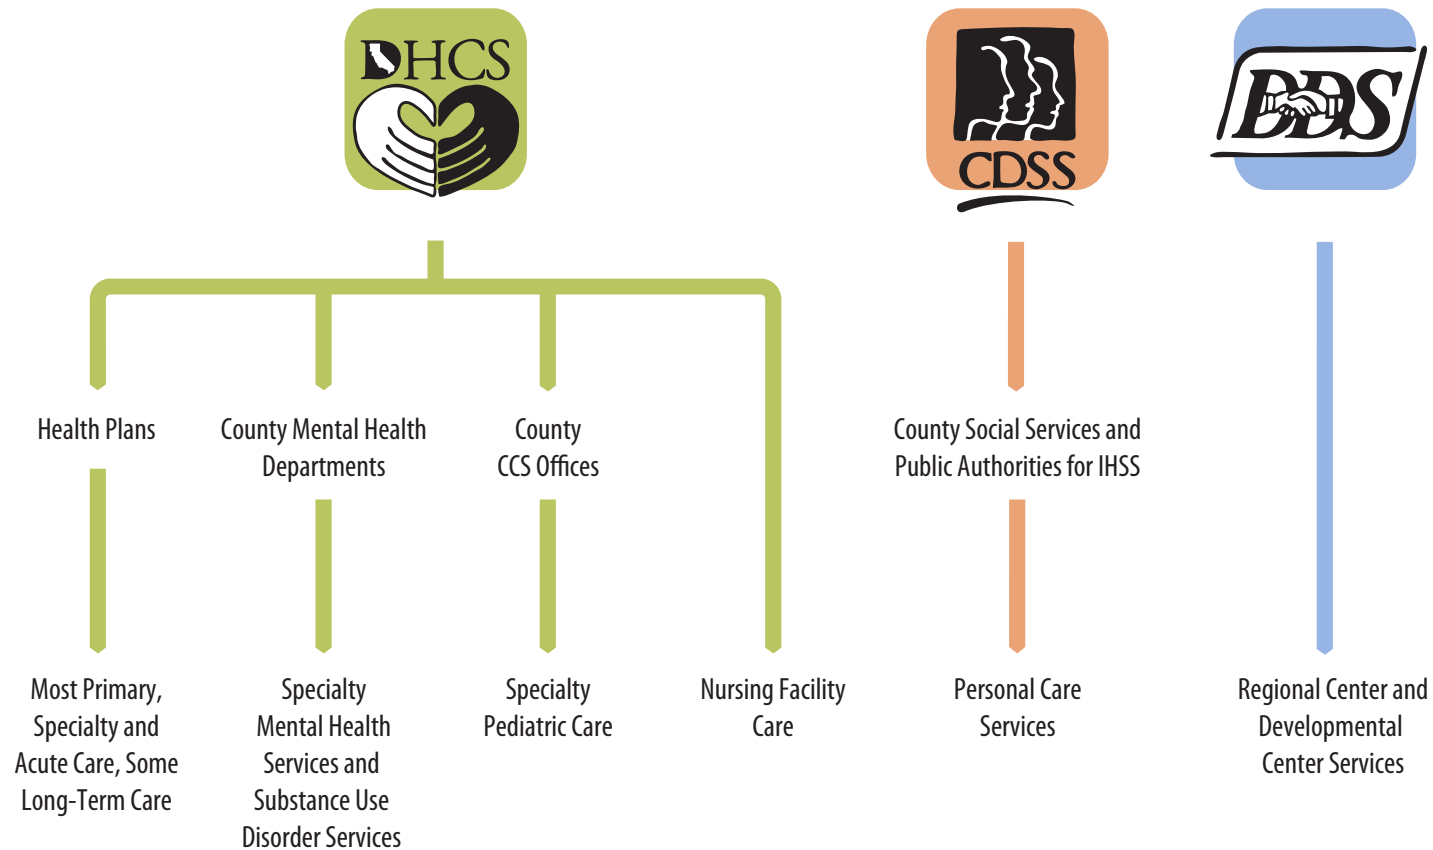 DHCS
CDSS
DDS
Health Plans
County Mental Health
Departments
County
CCS Offices
County Social Services and
Public Authorities for IHSS
Most Primary,
Specialty and
Acute Care, Some
Long-Term Care
Specialty
Mental Health
Services and
Substance Use
Disorder Services
Specialty
Pediatric Care
Nursing Facility
Care
Personal Care
Services
Regional Center and
Developmental
Center Services